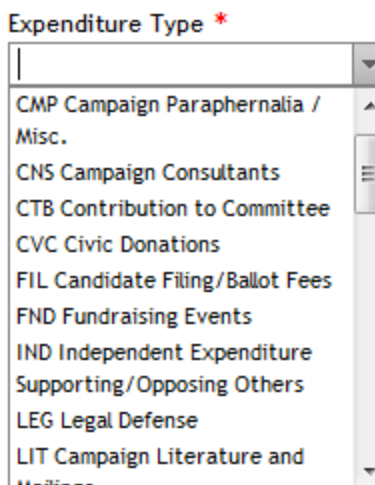 Expenditure Type *
CMP Campaign Paraphernalia /
Misc.
CNS Campaign Consultants
CTB Contribution to Committee
CVC Civic Donations
FIL Candidate Filing/Ballot Fees
FND Fundraising Events
IND Independent Expenditure
Supporting/Opposing Others
LEG Legal Defense
LIT Campaign Literature and
Mailings